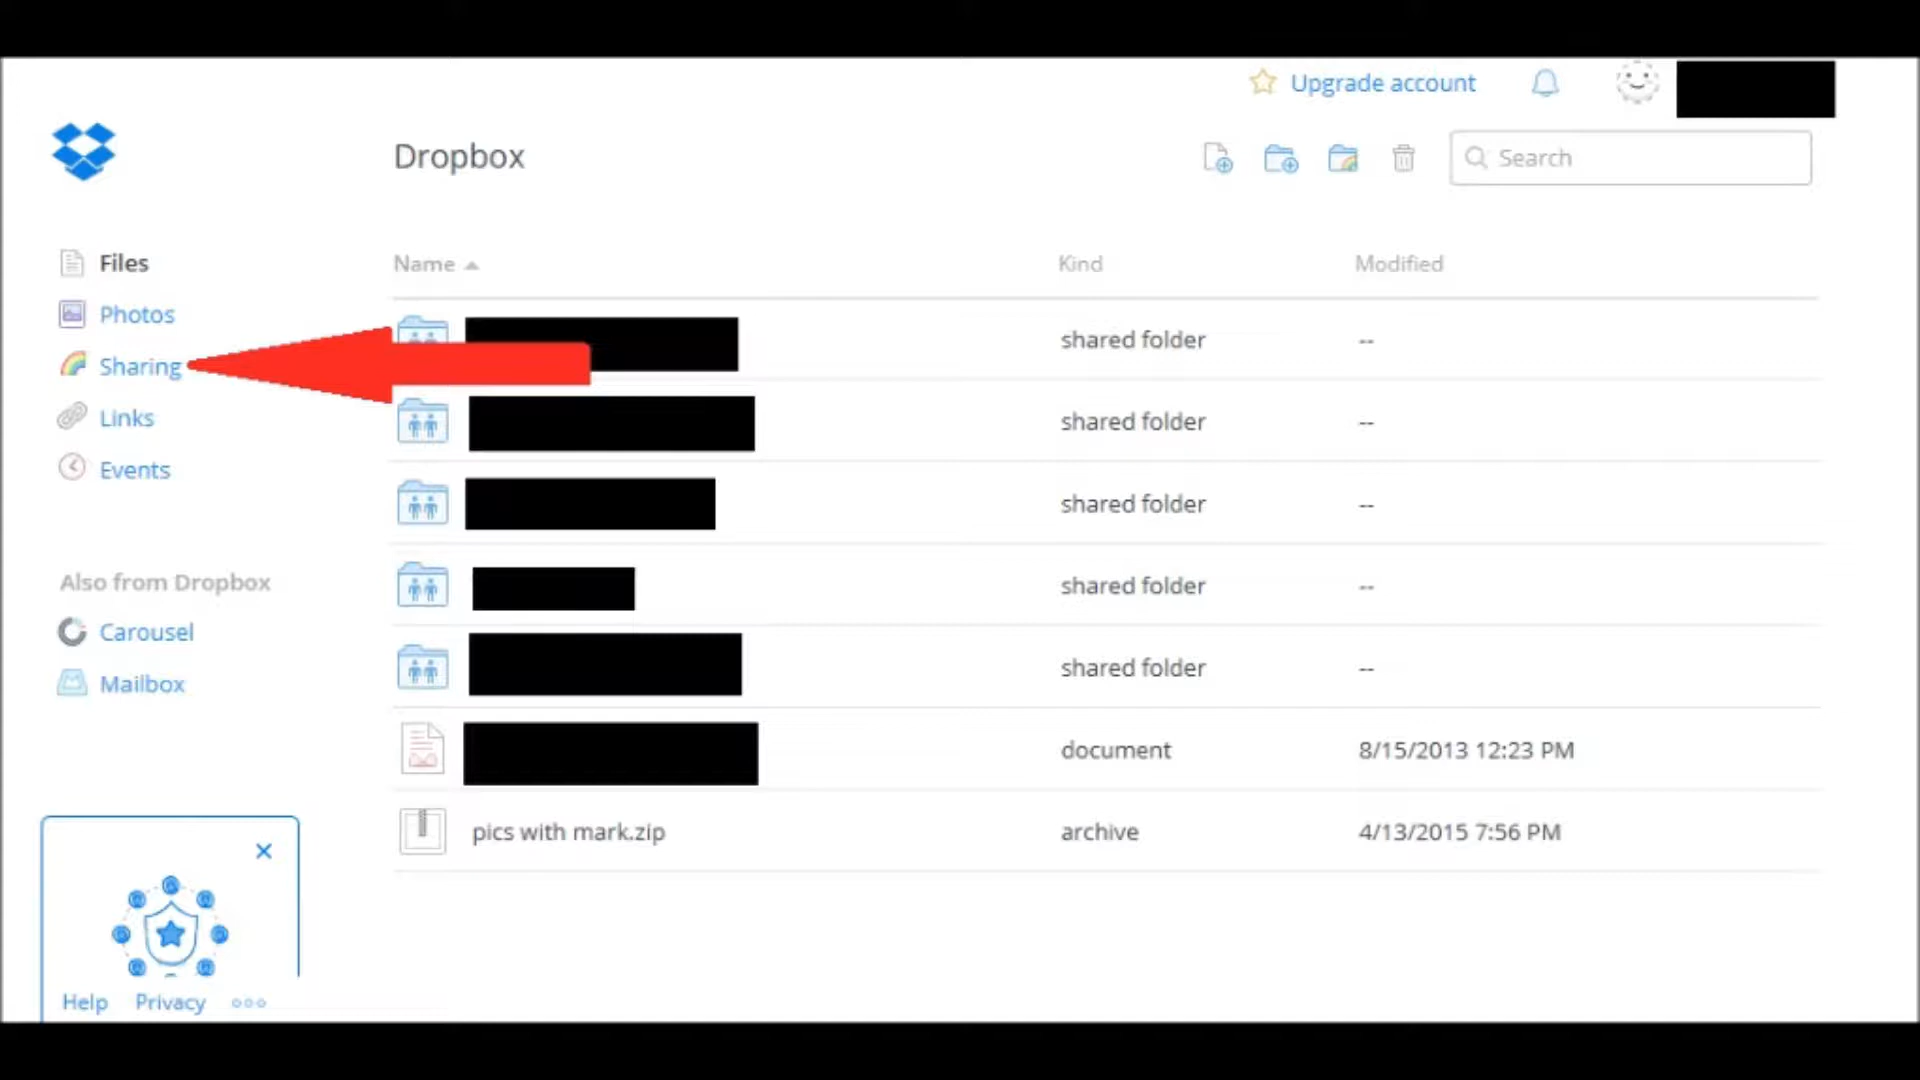 Upgrade account
Dropbox
Search
Files
Photos
Sharing
Links
Events
Also from Dropbox
Carousel
Mailbox
Help Privacy
Name Kind Modified
shared folder --
shared folder --
shared folder --
shared folder --
shared folder --
document 8/15/2013 12:23 PM
pics with mark.zip archive 4/13/2015 7:56 PM